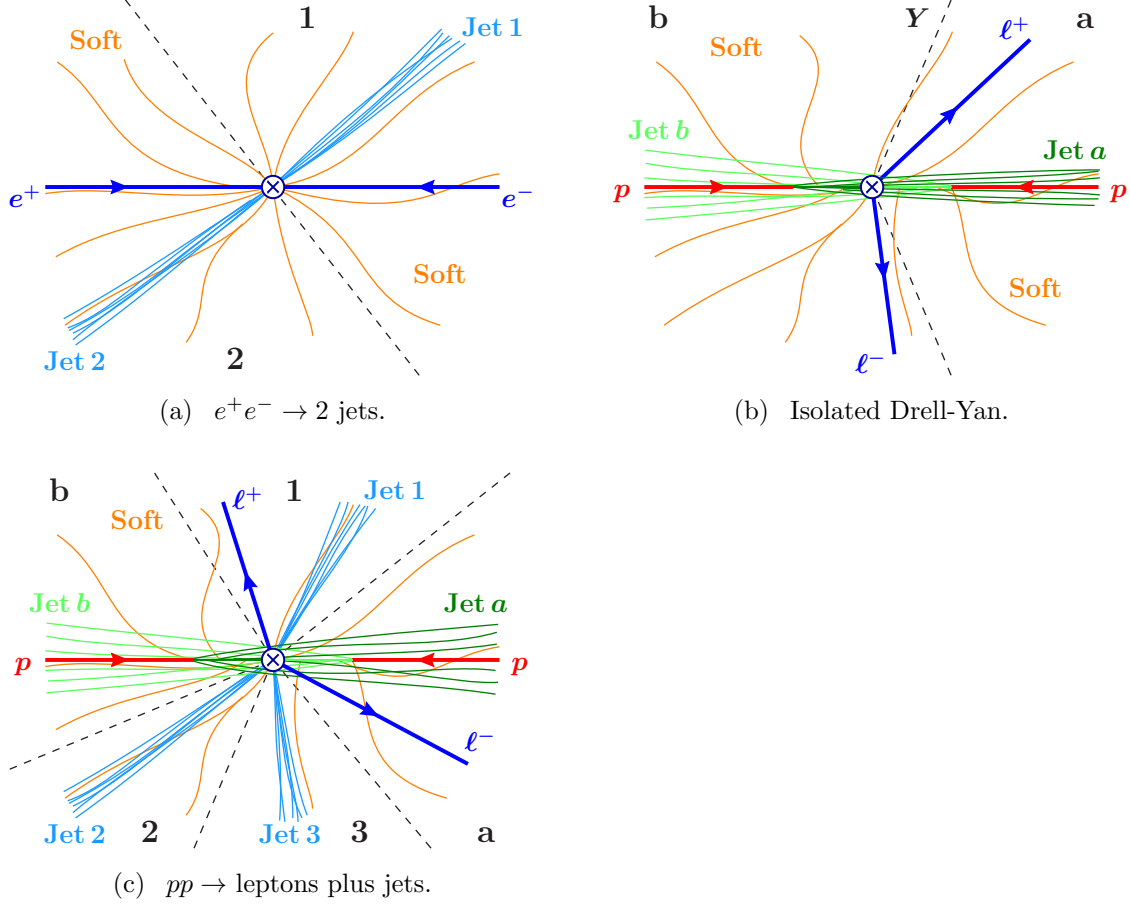 1
Soft
Jet 1
e⁺
e⁻
Soft
Jet 2
2
(a) e⁺e⁻ → 2 jets.
b
Y
ℓ⁺
a
Soft
Jet b
Jet a
p
p
Soft
ℓ⁻
(b) Isolated Drell-Yan.
b
ℓ⁺
1
Jet 1
Soft
Jet b
Jet a
p
p
ℓ⁻
Jet 2
2
Jet 3
3
a
(c) pp → leptons plus jets.